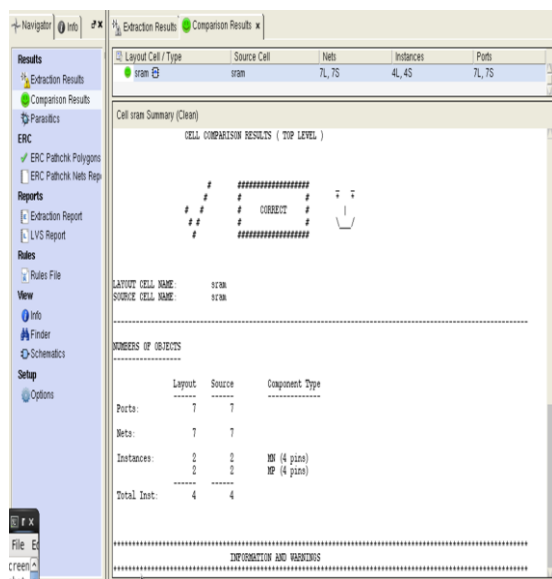 Navigator Info
Results
Extraction Results
Comparison Results
Parasitics
ERC
ERC Pathchk Polygons
ERC Pathchk Nets Rep
Reports
Extraction Report
LVS Report
Rules
Rules File
View
Info
Finder
Schematics
Setup
Options
File
creen
Extraction Results Comparison Results x
Layout Cell / Type Source Cell Nets Instances Ports
sram sram 7L, 7S 4L, 4S 7L, 7S
Cell sram Summary (Clean)
CELL COMPARISON RESULTS ( TOP LEVEL )
# ##################
# # #
# # # CORRECT #
# # # #
# ##################
LAYOUT CELL NAME: sram
SOURCE CELL NAME: sram
NUMBERS OF OBJECTS
Layout Source Component Type
Ports: 7 7
Nets: 7 7
Instances: 2 2 MN (4 pins)
2 2 MP (4 pins)
Total Inst: 4 4
INFORMATION AND WARNINGS